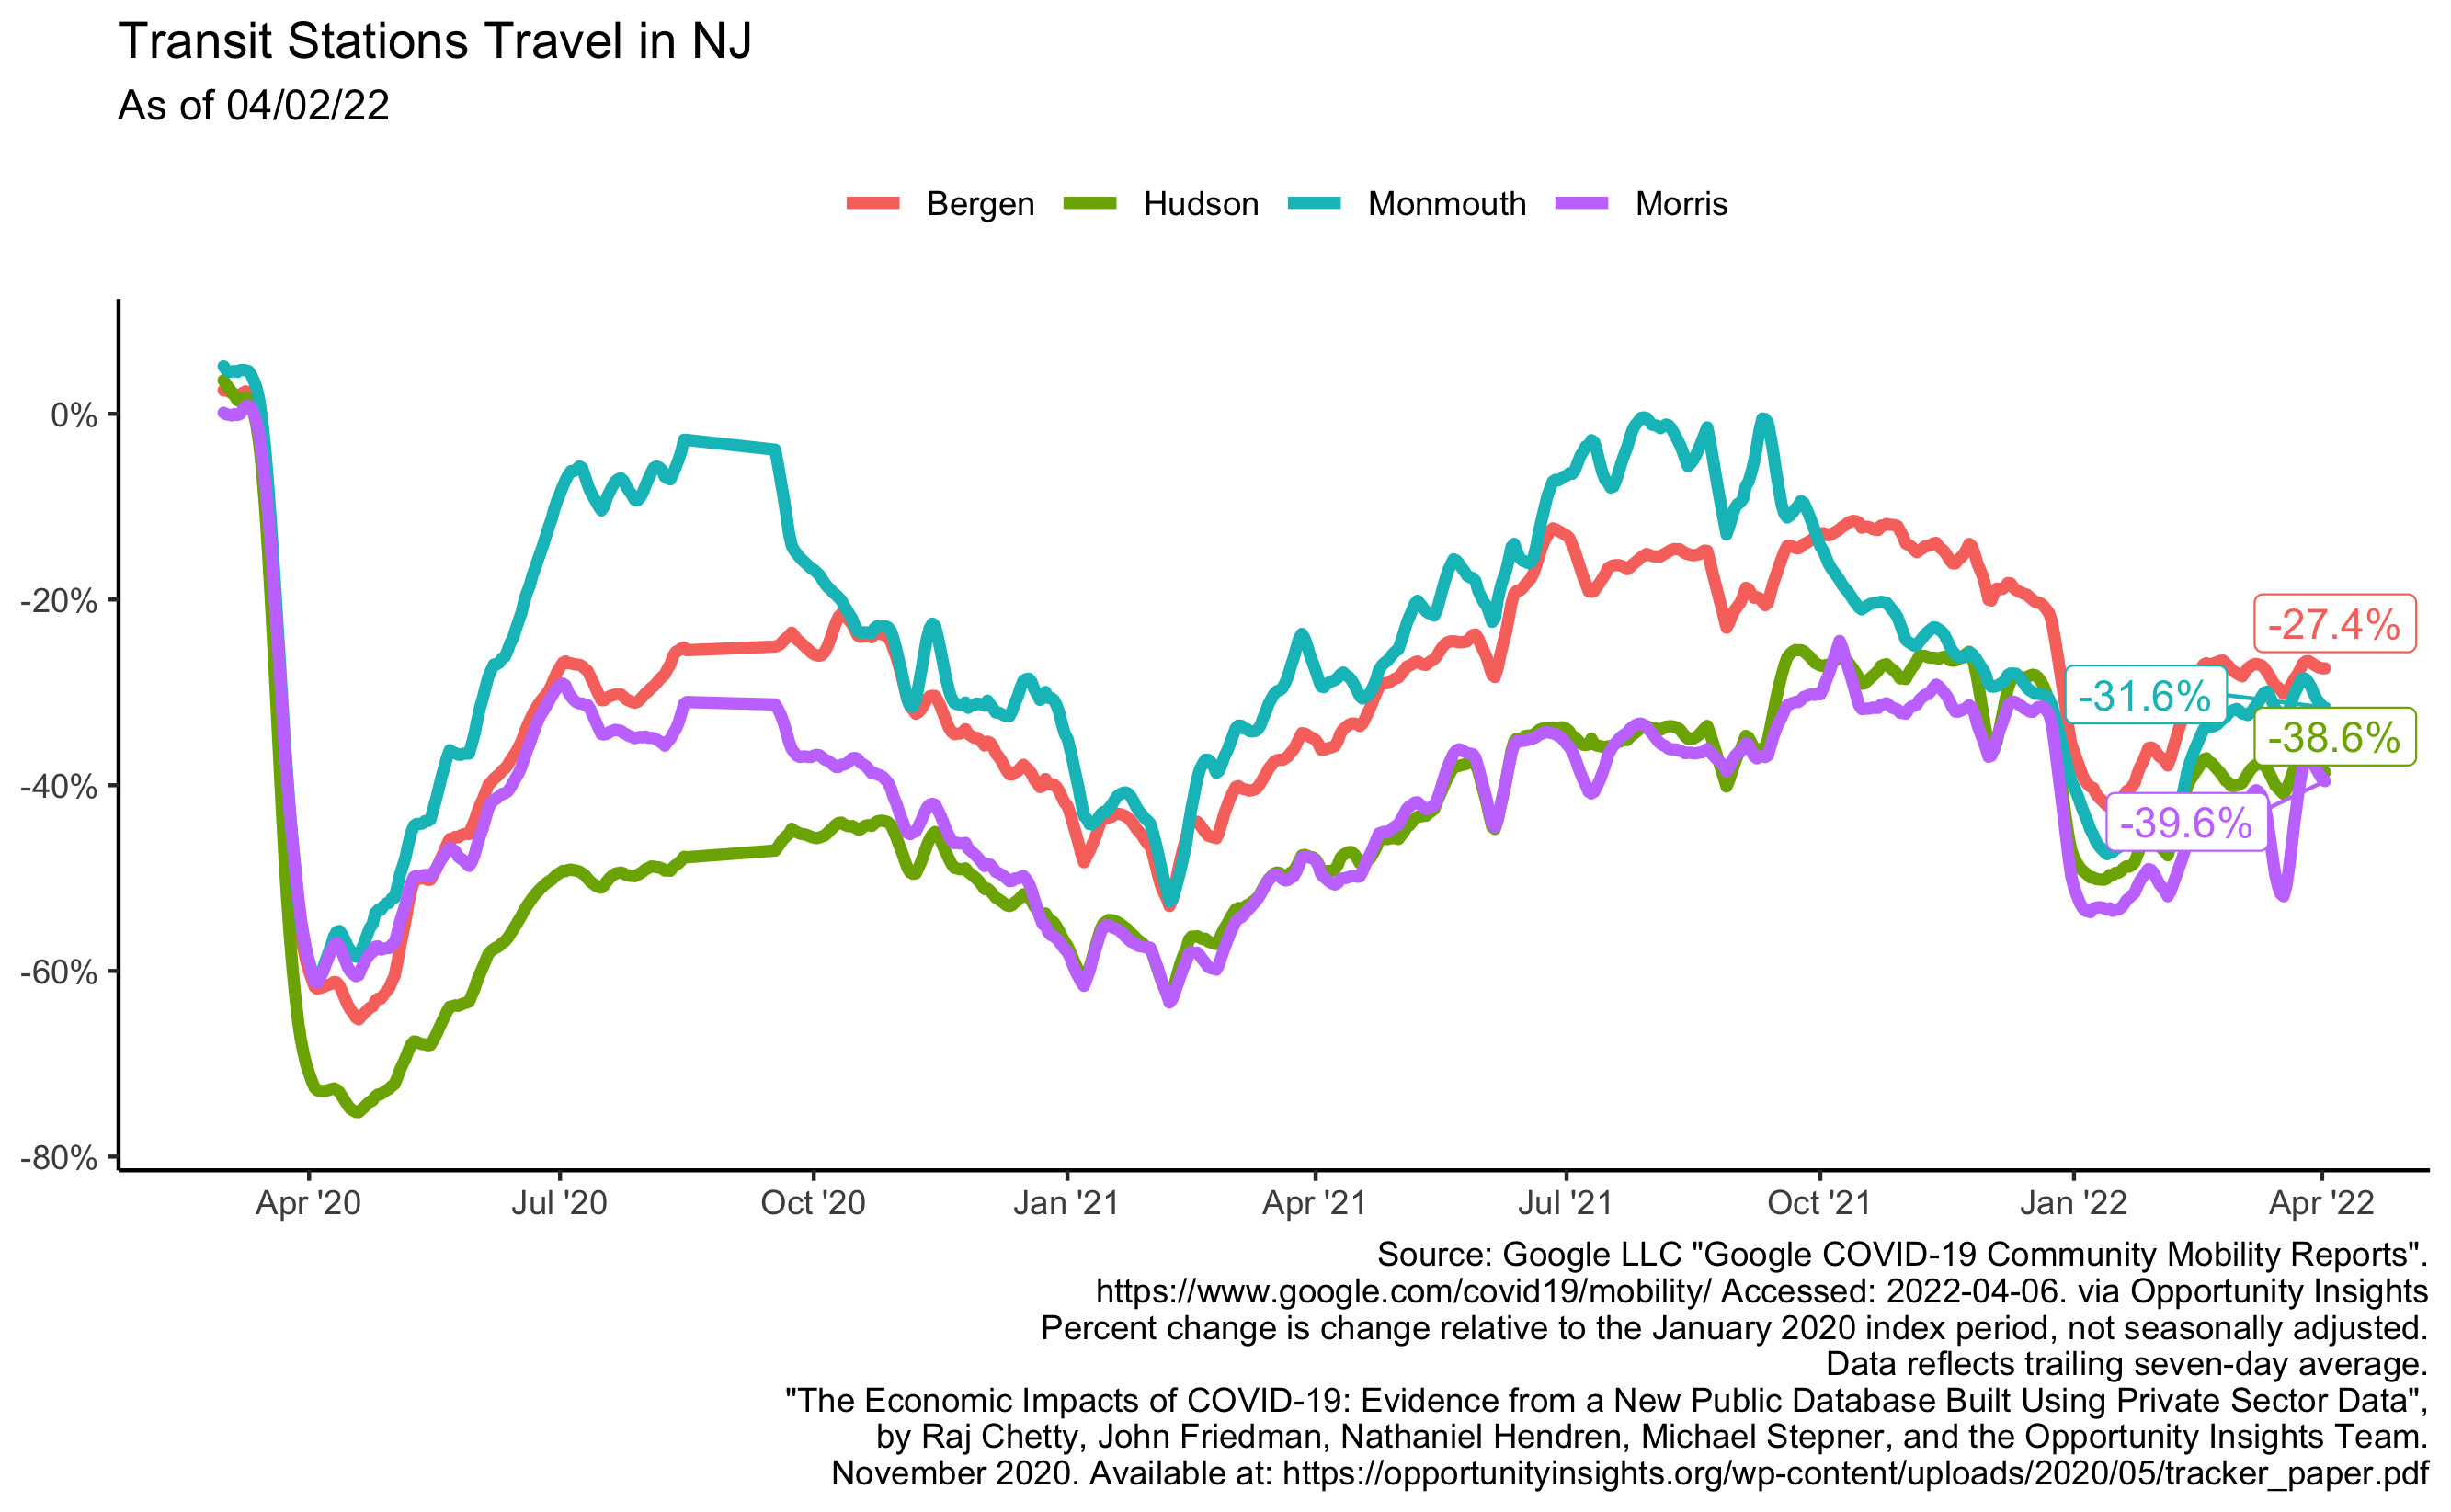 Transit Stations Travel in NJ
As of 04/02/22
Bergen Hudson Monmouth Morris
0%
-20%
-40%
-60%
-80%
-27.4%
-31.6%
-38.6%
-39.6%
Apr '20 Jul '20 Oct '20 Jan '21 Apr '21 Jul '21 Oct '21 Jan '22 Apr '22
Source: Google LLC "Google COVID-19 Community Mobility Reports".
https://www.google.com/covid19/mobility/ Accessed: 2022-04-06. via Opportunity Insights
Percent change is change relative to the January 2020 index period, not seasonally adjusted.
Data reflects trailing seven-day average.
"The Economic Impacts of COVID-19: Evidence from a New Public Database Built Using Private Sector Data",
by Raj Chetty, John Friedman, Nathaniel Hendren, Michael Stepner, and the Opportunity Insights Team.
November 2020. Available at: https://opportunityinsights.org/wp-content/uploads/2020/05/tracker_paper.pdf